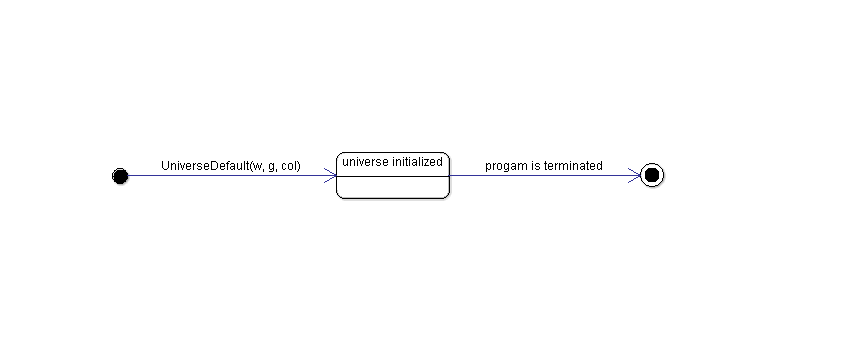 UniverseDefault(w, g, col)
universe initialized
progam is terminated